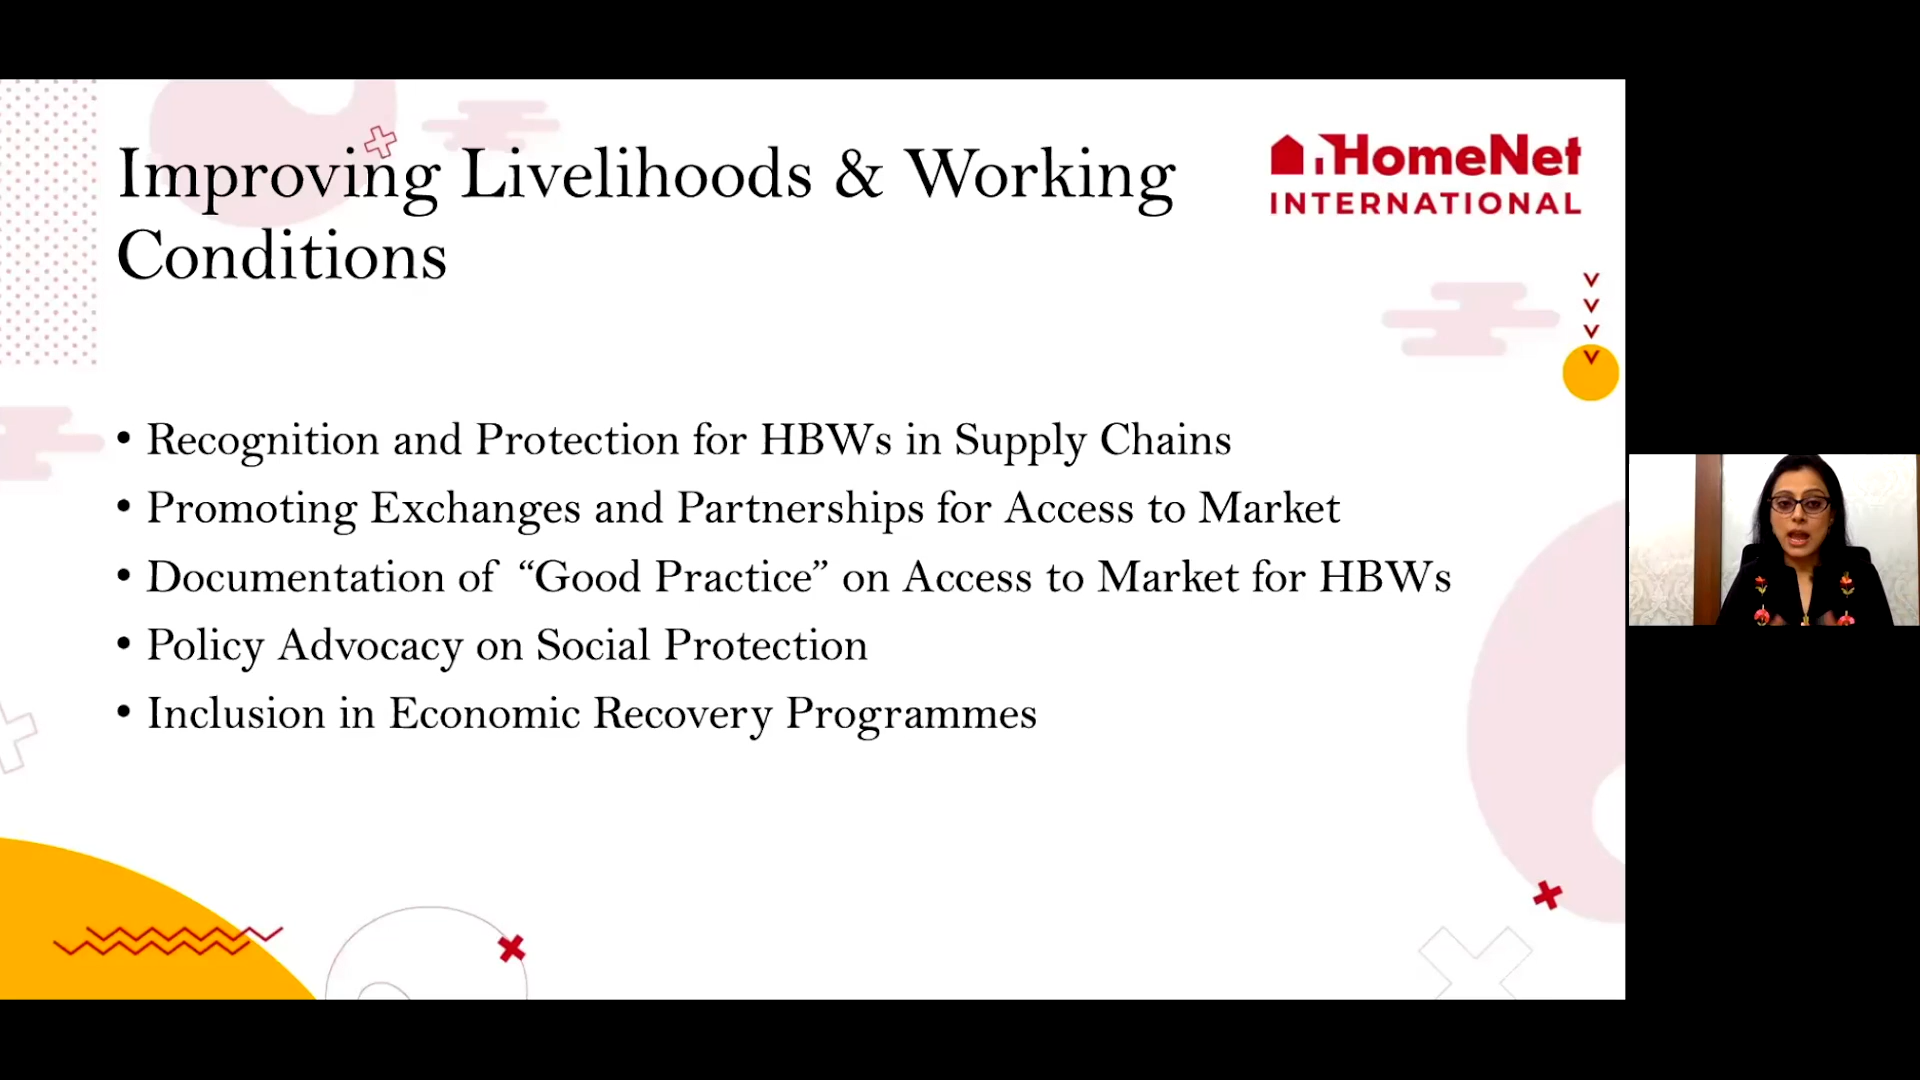 Improving Livelihoods & Working
Conditions
HomeNet
INTERNATIONAL
• Recognition and Protection for HBWs in Supply Chains
• Promoting Exchanges and Partnerships for Access to Market
• Documentation of “Good Practice” on Access to Market for HBWs
• Policy Advocacy on Social Protection
• Inclusion in Economic Recovery Programmes